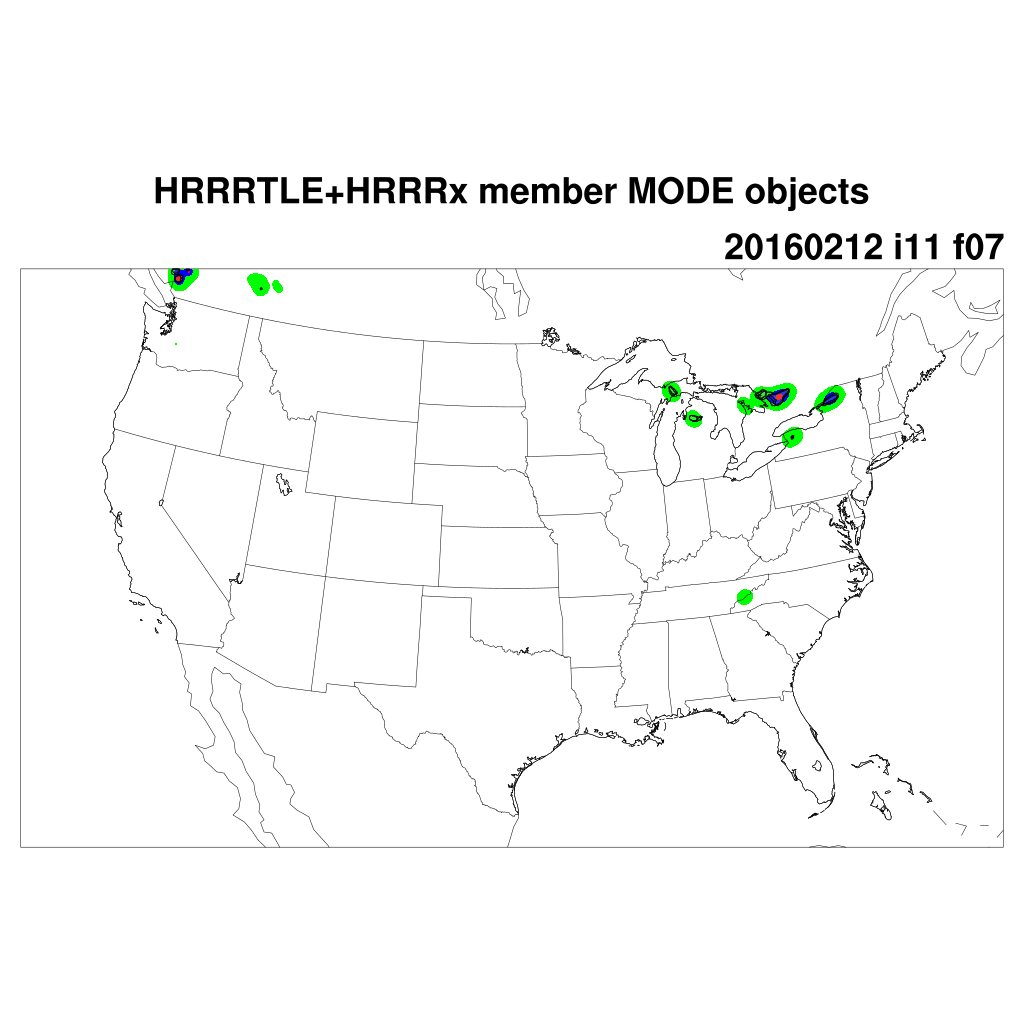 HRRRTLE+HRRRx member MODE objects
20160212 i11 f07